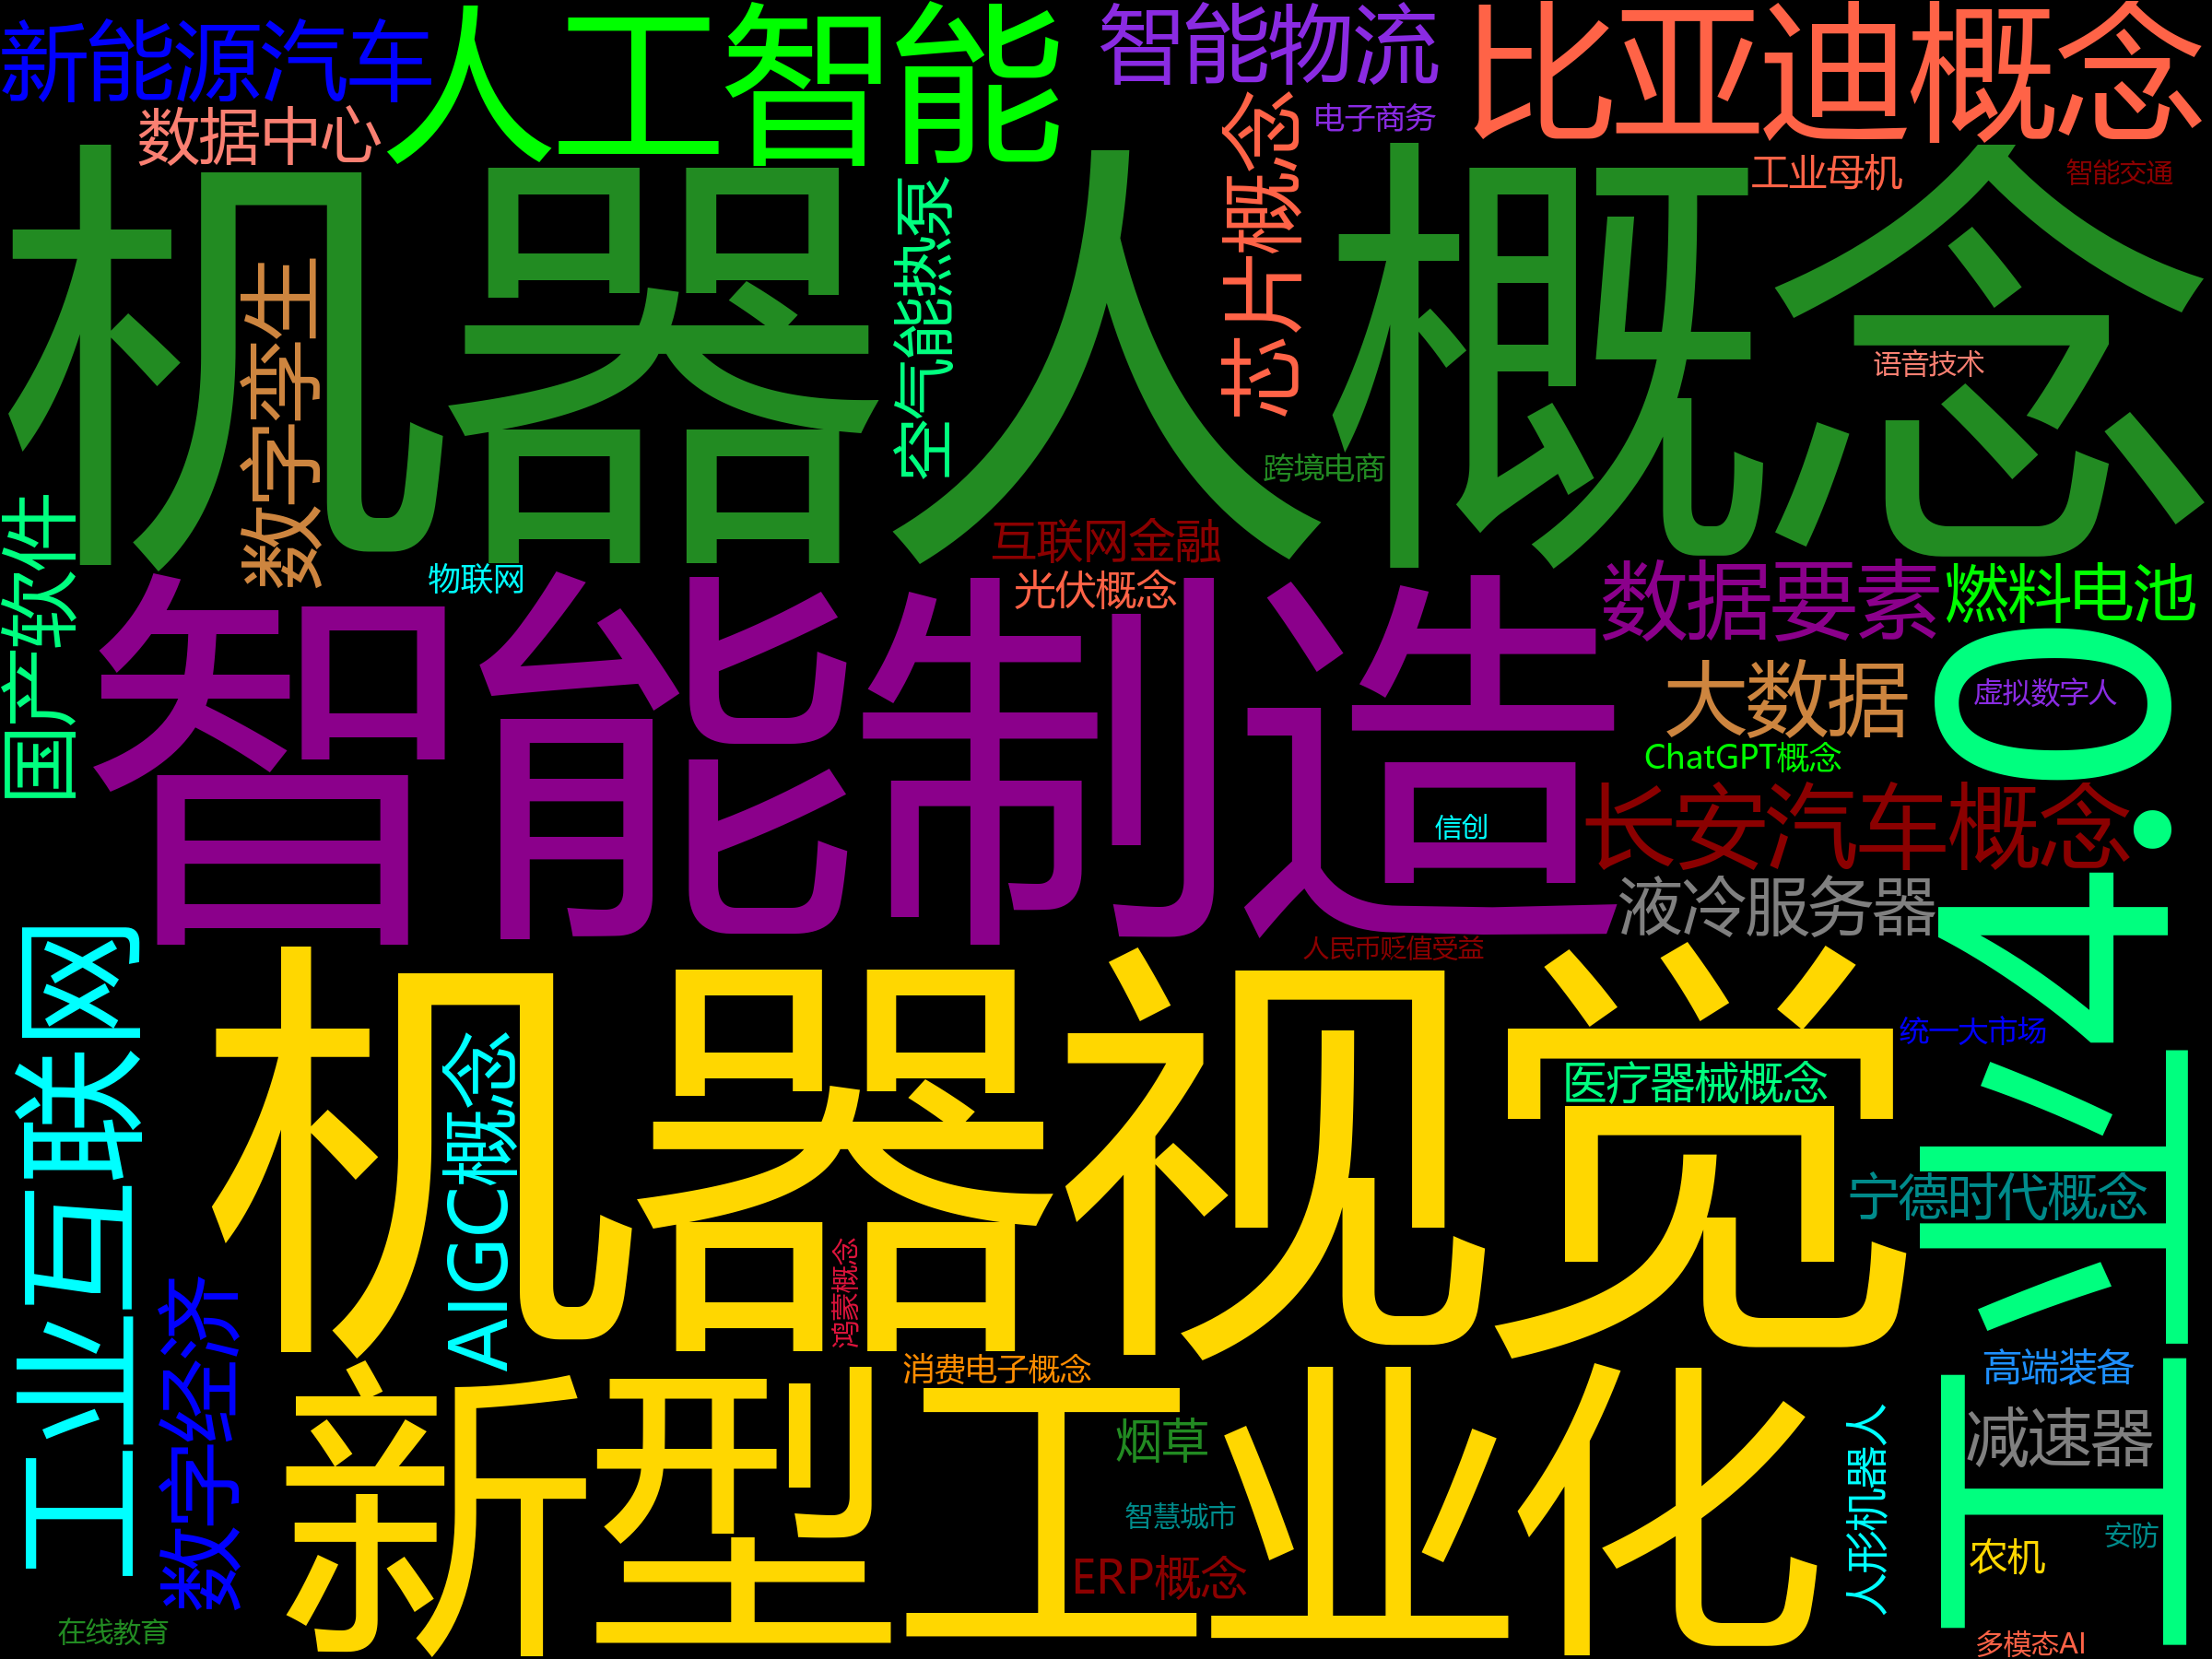 新能源汽车
人工智能
智能物流
比亚迪概念
数据中心
电子商务
工业母机
智能交通
机器人概念
数字孪生
空气能热泵
芯片概念
语音技术
跨境电商
国产软件
互联网金融
物联网
光伏概念
数据要素
燃料电池
智能制造
大数据
虚拟数字人
ChatGPT概念
信创
长安汽车概念
液冷服务器
工业4.0
人民币贬值受益
工业互联网
机器视觉
统一大市场
AIGC概念
医疗器械概念
宁德时代概念
鸿蒙概念
数字经济
消费电子概念
高端装备
新型工业化
烟草
减速器
人形机器人
智慧城市
安防
农机
ERP概念
在线教育
多模态AI